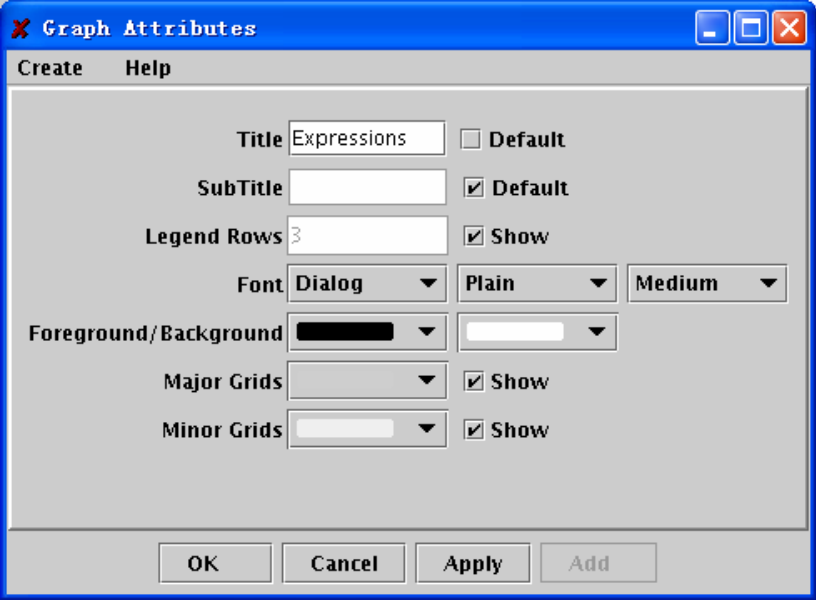 Graph Attributes
Create Help
Title Expressions Default
SubTitle Default
Legend Rows 3 Show
Font Dialog Plain Medium
Foreground/Background
Major Grids Show
Minor Grids Show
OK Cancel Apply Add